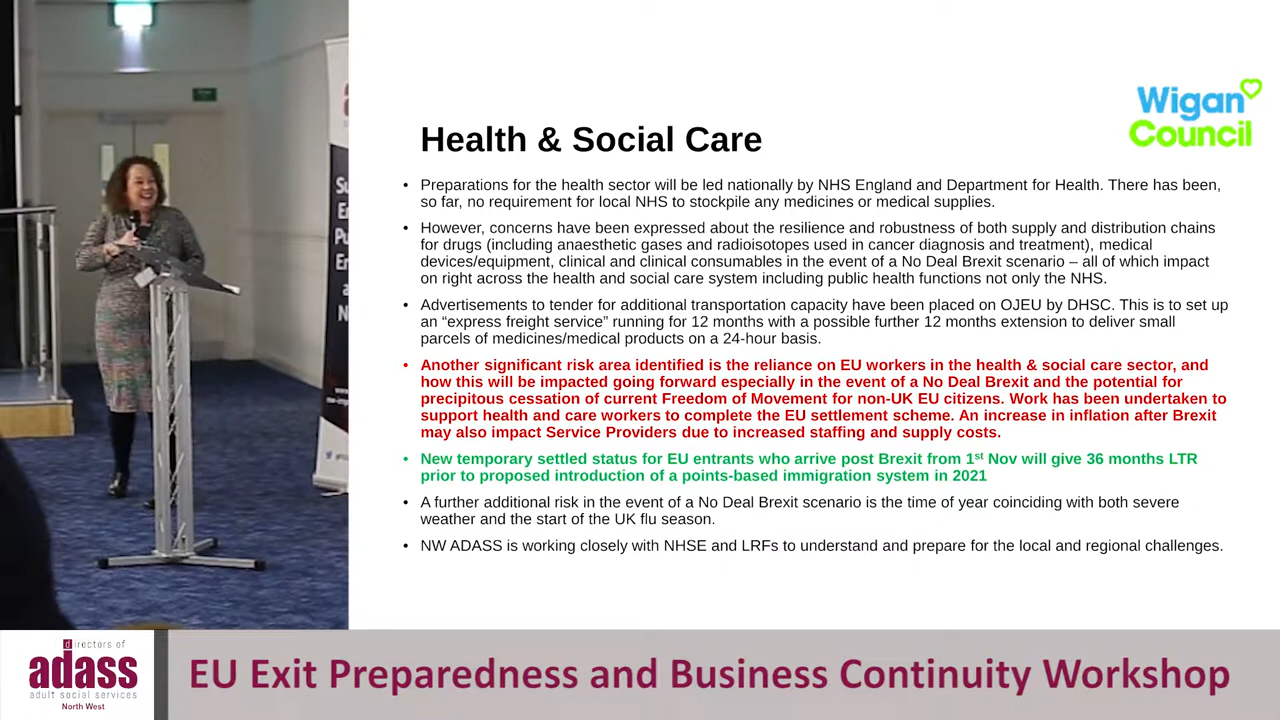 Wigan
Council
Health & Social Care
• Preparations for the health sector will be led nationally by NHS England and Department for Health. There has been,
so far, no requirement for local NHS to stockpile any medicines or medical supplies.
• However, concerns have been expressed about the resilience and robustness of both supply and distribution chains
for drugs (including anaesthetic gases and radioisotopes used in cancer diagnosis and treatment), medical
devices/equipment, clinical and clinical consumables in the event of a No Deal Brexit scenario – all of which impact
on right across the health and social care system including public health functions not only the NHS.
• Advertisements to tender for additional transportation capacity have been placed on OJEU by DHSC. This is to set up
an “express freight service” running for 12 months with a possible further 12 months extension to deliver small
parcels of medicines/medical products on a 24-hour basis.
• Another significant risk area identified is the reliance on EU workers in the health & social care sector, and
how this will be impacted going forward especially in the event of a No Deal Brexit and the potential for
precipitous cessation of current Freedom of Movement for non-UK EU citizens. Work has been undertaken to
support health and care workers to complete the EU settlement scheme. An increase in inflation after Brexit
may also impact Service Providers due to increased staffing and supply costs.
• New temporary settled status for EU entrants who arrive post Brexit from 1st Nov will give 36 months LTR
prior to proposed introduction of a points-based immigration system in 2021
• A further additional risk in the event of a No Deal Brexit scenario is the time of year coinciding with both severe
weather and the start of the UK flu season.
• NW ADASS is working closely with NHSE and LRFs to understand and prepare for the local and regional challenges.
directors of
adass
adult social services
North West
EU Exit Preparedness and Business Continuity Workshop